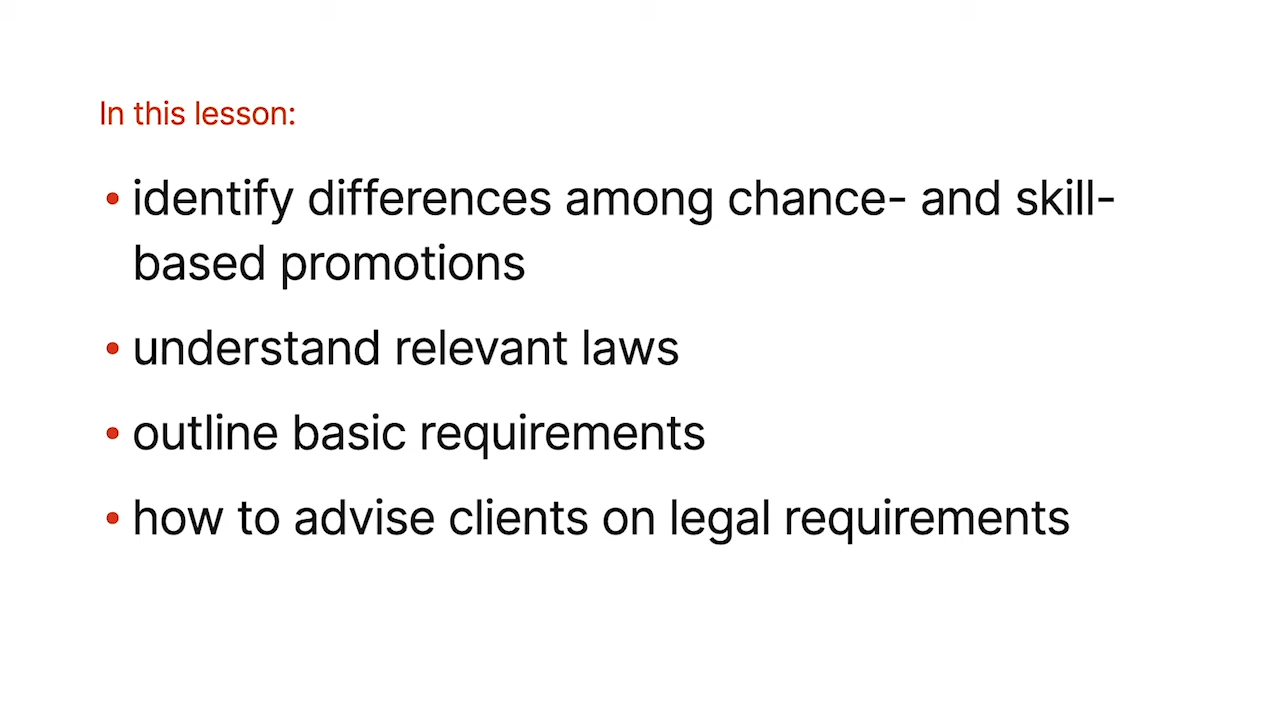 In this lesson:
• identify differences among chance- and skill-
based promotions
• understand relevant laws
• outline basic requirements
• how to advise clients on legal requirements